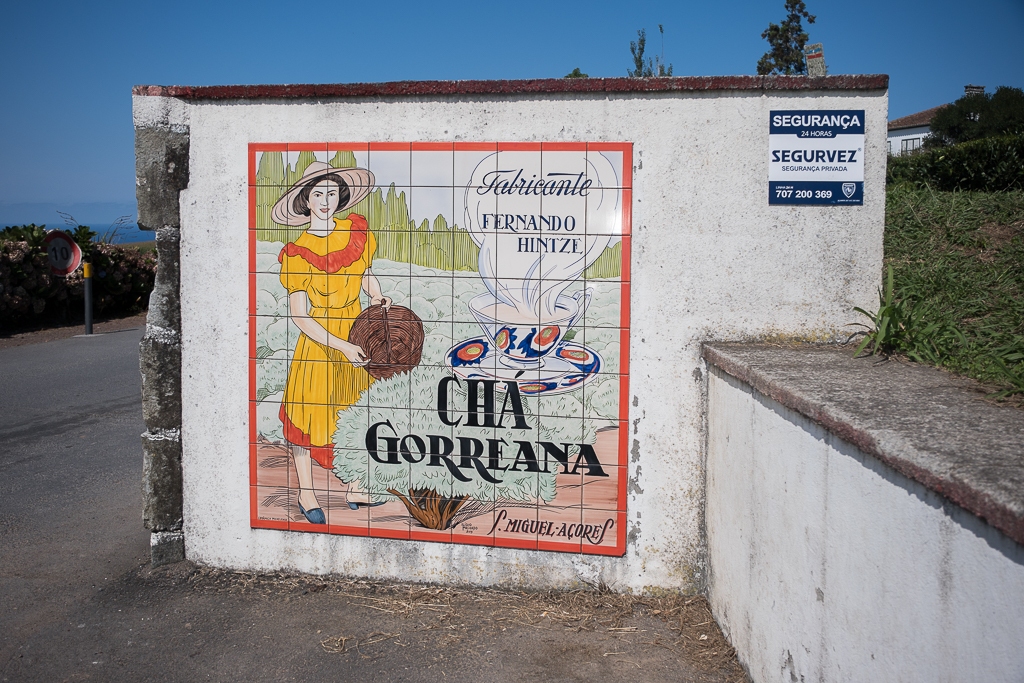 10
Fabricante
FERNANDO
HINTZE
CHÁ
GORREANA
S. MIGUEL-AÇORES
SEGURANÇA
24 HORAS
SEGURVEZ
SEGURANÇA PRIVADA
707 200 369